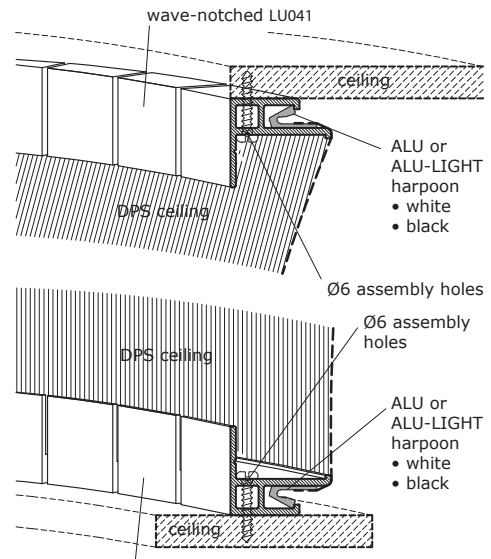 wave-notched LU041
ceiling
ALU or
ALU-LIGHT
harpoon
• white
• black
DPS ceiling
Ø6 assembly holes
Ø6 assembly
holes
DPS ceiling
ALU or
ALU-LIGHT
harpoon
• white
• black
ceiling